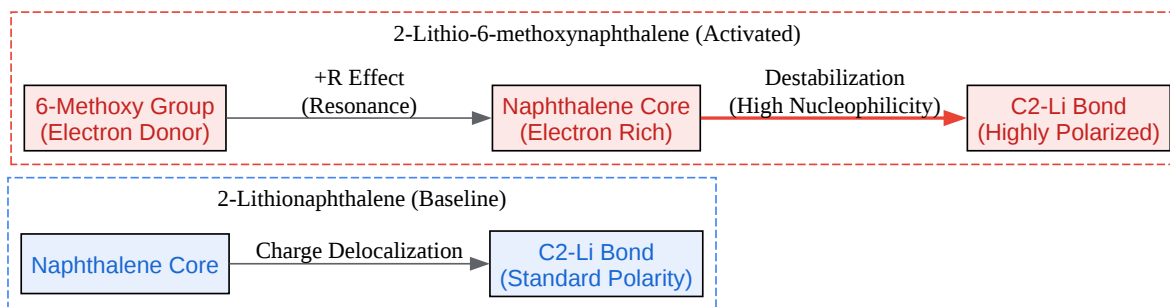 2-Lithio-6-methoxynaphthalene (Activated)
6-Methoxy Group
(Electron Donor)
+R Effect
(Resonance)
Naphthalene Core
(Electron Rich)
Destabilization
(High Nucleophilicity)
C2-Li Bond
(Highly Polarized)
2-Lithionaphthalene (Baseline)
Naphthalene Core
Charge Delocalization
C2-Li Bond
(Standard Polarity)